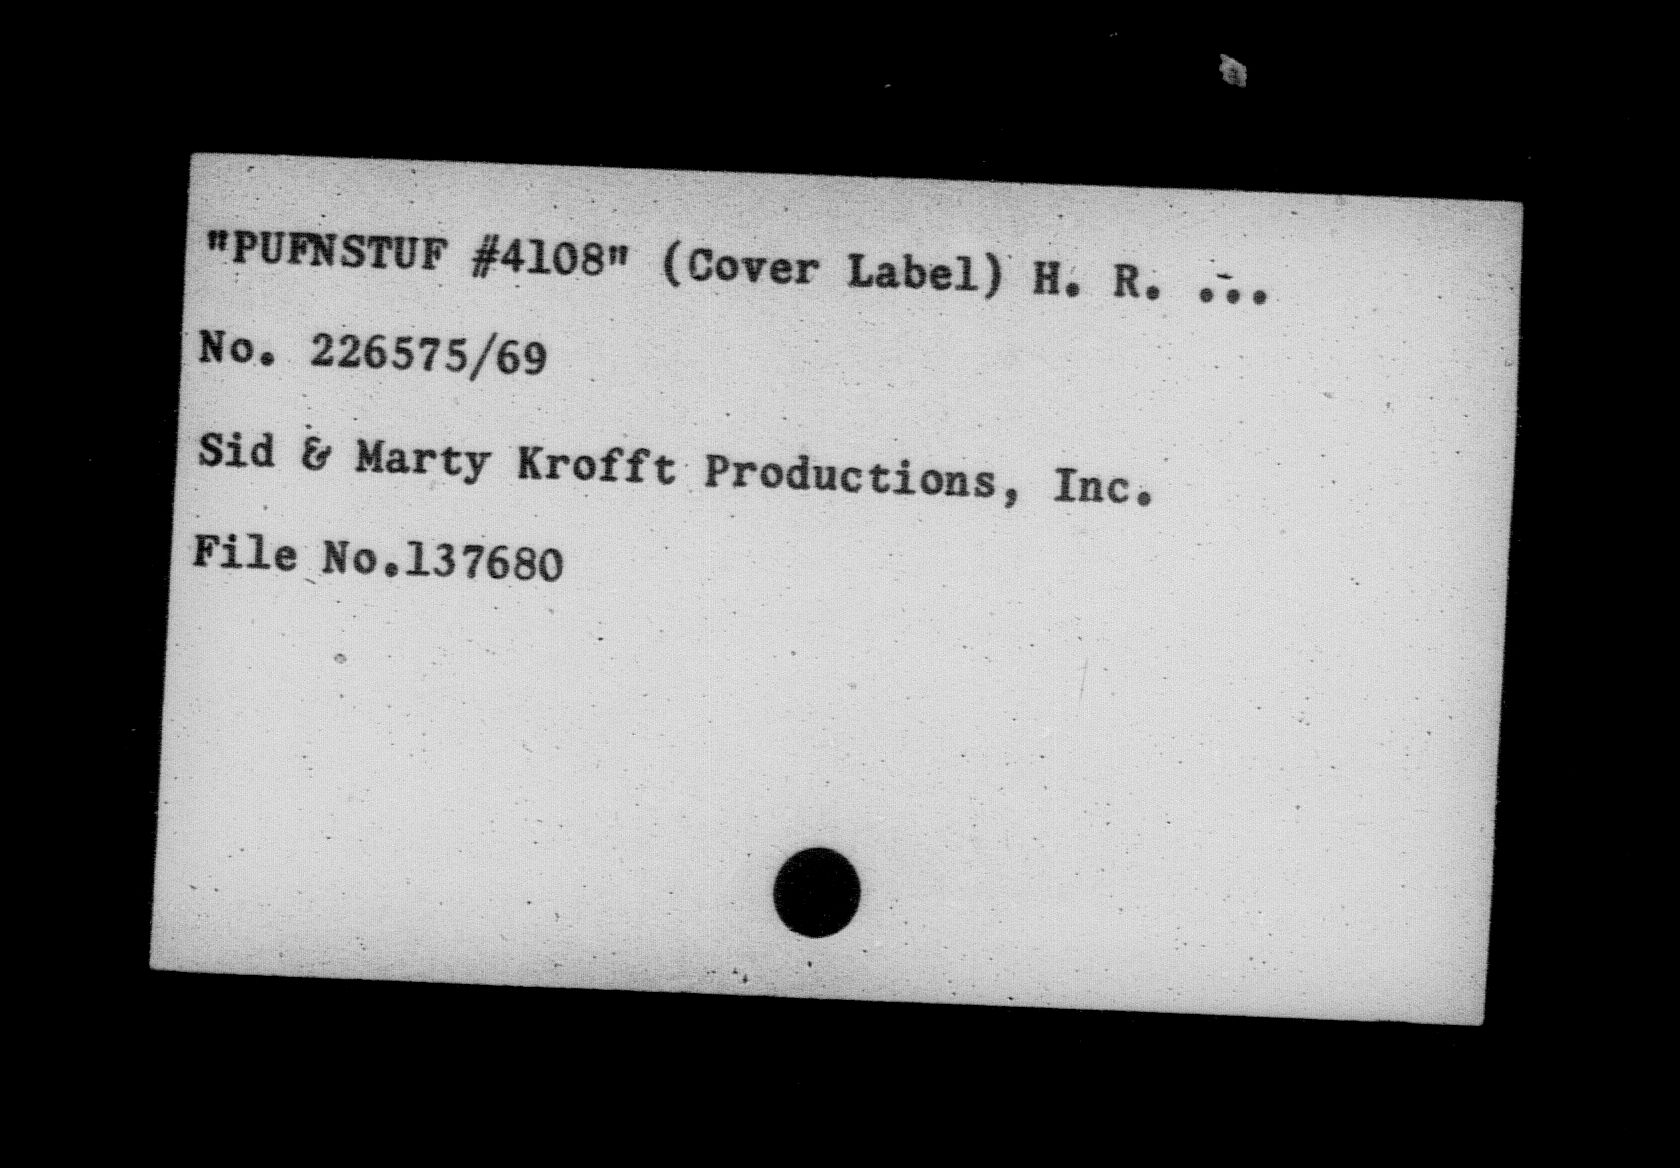 "PUFNSTUF #4108" (Cover Label) H. R. ...
No. 226575/69
Sid & Marty Krofft Productions, Inc.
File No.137680